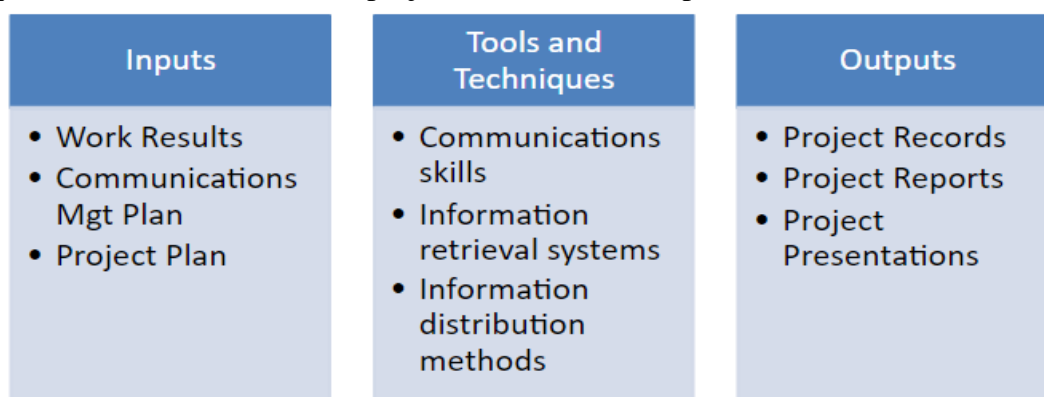 Inputs
• Work Results
• Communications
Mgt Plan
• Project Plan
Tools and
Techniques
• Communications
skills
• Information
retrieval systems
• Information
distribution
methods
Outputs
• Project Records
• Project Reports
• Project
Presentations